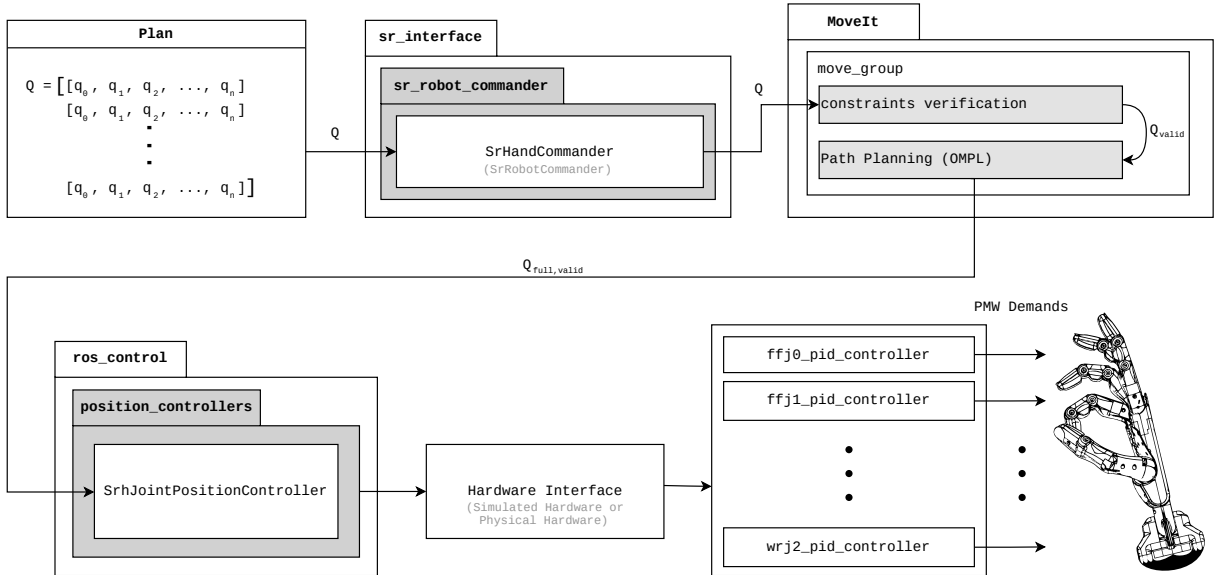 Plan
Q = [[q₀, q₁, q₂, ..., qₙ]
[q₀, q₁, q₂, ..., qₙ]
[q₀, q₁, q₂, ..., qₙ]]
Q
sr_interface
sr_robot_commander
SrHandCommander
(SrRobotCommander)
Q
MoveIt
move_group
constraints verification
Q_valid
Path Planning (OMPL)
Q_full,valid
ros_control
position_controllers
SrhJointPositionController
Hardware Interface
(Simulated Hardware or
Physical Hardware)
ffj0_pid_controller
ffj1_pid_controller
wrj2_pid_controller
PMW Demands